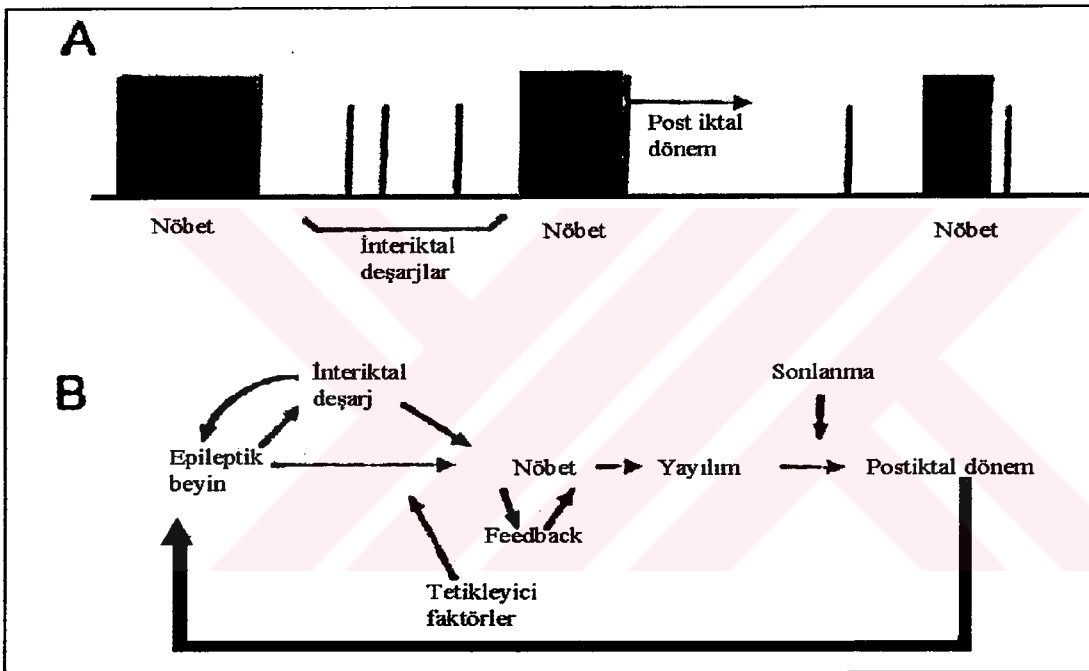 A
Post iktal
dönem
Nöbet
İnteriktal
deşarjlar
Nöbet
Nöbet
B
İnteriktal
deşarj
Sonlanma
Epileptik
beyin
Nöbet
Yayılım
Postiktal dönem
Feedback
Tetikleyici
faktörler